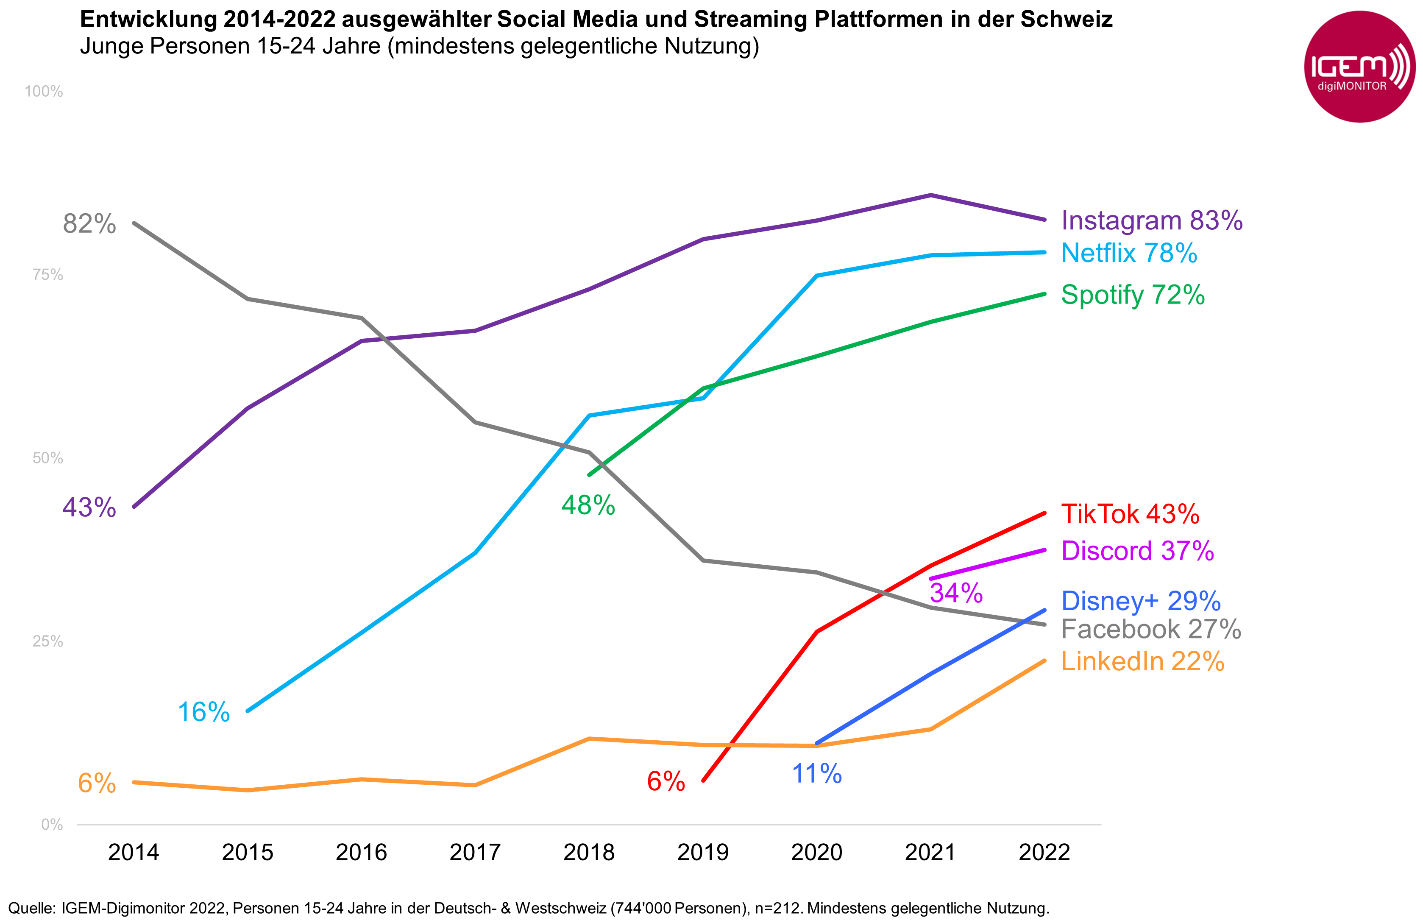 Entwicklung 2014-2022 ausgewählter Social Media und Streaming Plattformen in der Schweiz
Junge Personen 15-24 Jahre (mindestens gelegentliche Nutzung)
IGEM
digiMONITOR
100%
82%
Instagram 83%
Netflix 78%
75%
Spotify 72%
50%
43%
48%
TikTok 43%
Discord 37%
34%
Disney+ 29%
Facebook 27%
25%
LinkedIn 22%
16%
11%
6%
6%
0%
2014 2015 2016 2017 2018 2019 2020 2021 2022
Quelle: IGEM-Digimonitor 2022, Personen 15-24 Jahre in der Deutsch- & Westschweiz (744'000 Personen), n=212. Mindestens gelegentliche Nutzung.